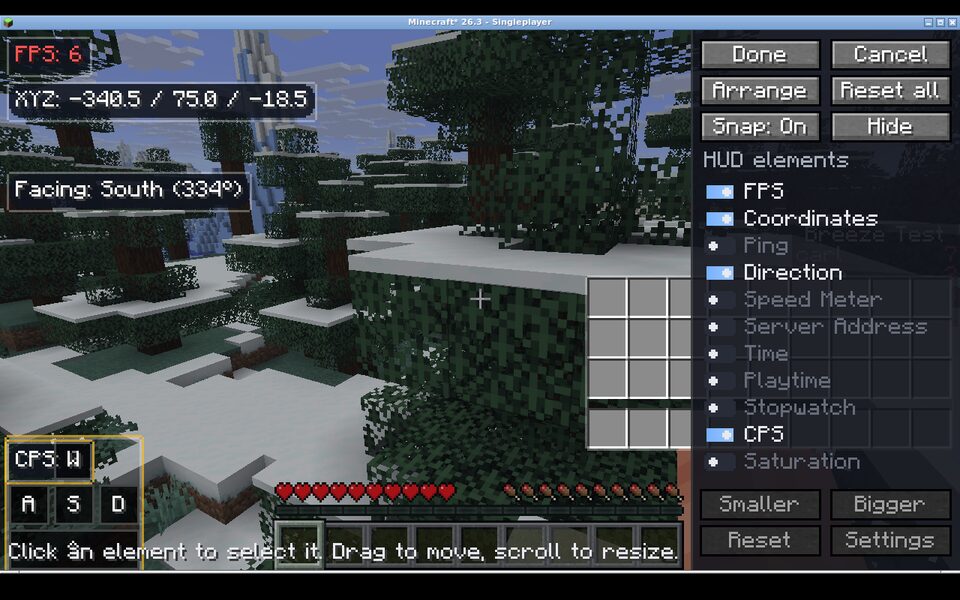 Minecraft* 26.3 - Singleplayer
FPS: 6
XYZ: -340.5 / 75.0 / -18.5
Facing: South (334°)
CPS W
A S D
Click an element to select it. Drag to move, scroll to resize.
Done Cancel
Arrange Reset all
Snap: On Hide
HUD elements
FPS
Coordinates
Ping
Breeze Test
Direction
Speed Meter
Server Address
Time
Playtime
Stopwatch
CPS
Saturation
Smaller Bigger
Reset Settings